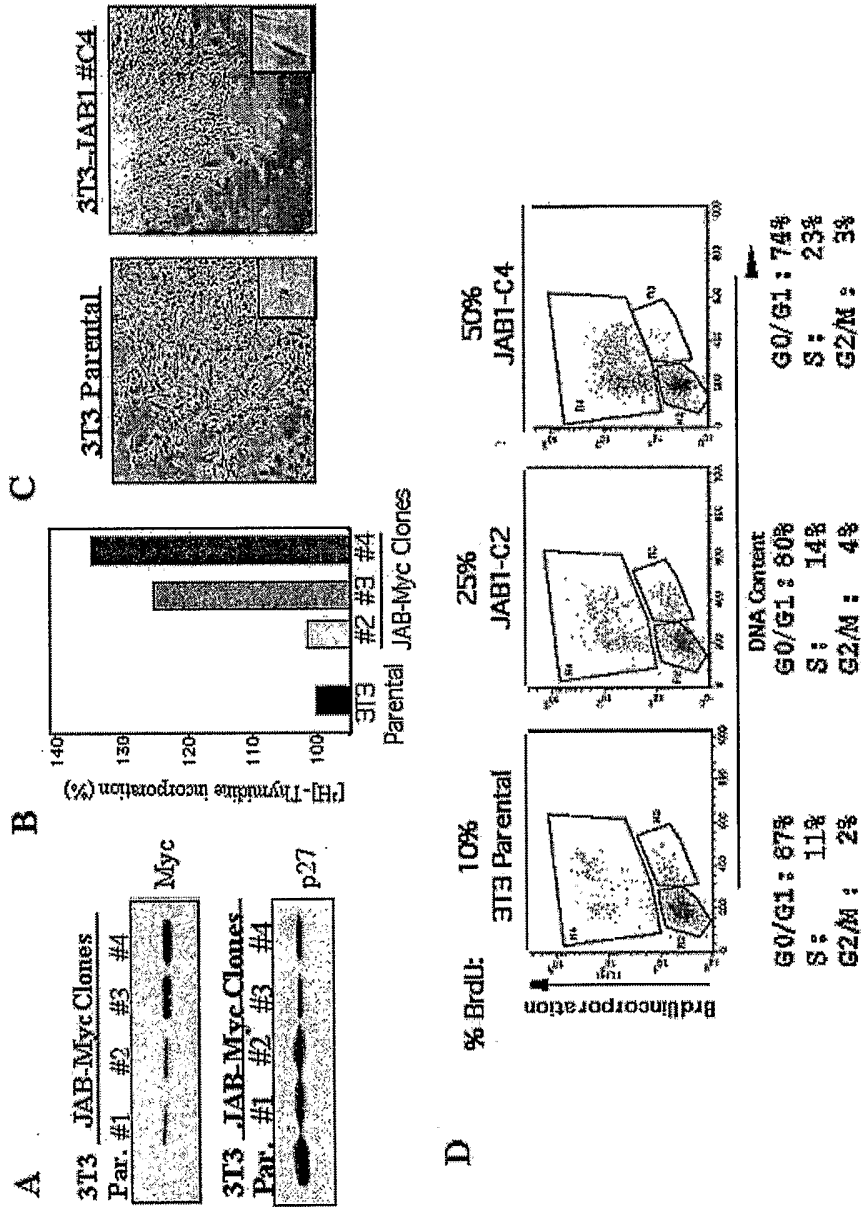 A
3T3 JAB-Myc Clones
Par. #1 #2 #3 #4
Myc
3T3 JAB-Myc Clones
Par. #1 #2 #3 #4
p27
B
[³H]-Thymidine incorporation (%)
140
130
120
110
100
3T3 #2 #3 #4
Parental JAB-Myc Clones
C
3T3 Parental
3T3-JAB1 #C4
D
% BrdU: 10% 25% 50%
3T3 Parental JAB1-C2 JAB1-C4
BrdUincorporation
DNA Content
G0/G1: 87% G0/G1: 80% G0/G1: 74%
S: 11% S: 14% S: 23%
G2/M: 2% G2/M: 4% G2/M: 3%